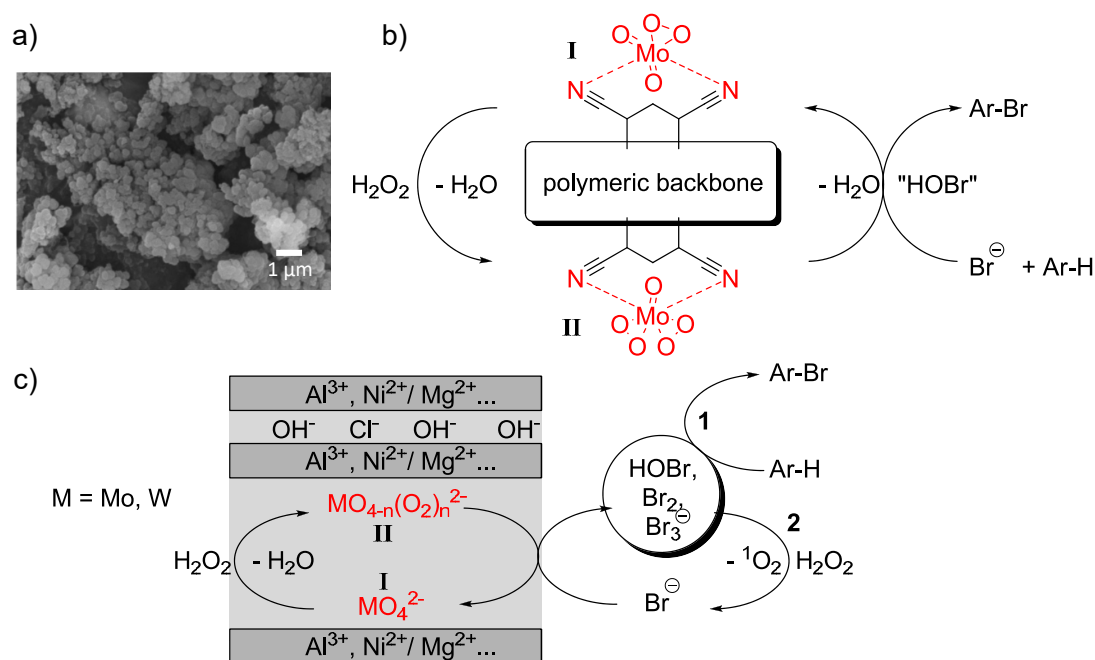 a)
1 µm
b)
I
O O
O Mo O
O
N N
H₂O₂ - H₂O
polymeric backbone
- H₂O "HOBr"
Ar-Br
Br⊖ + Ar-H
N N
O
Mo
O O
O O
II
c)
M = Mo, W
Al³⁺, Ni²⁺/ Mg²⁺...
OH⁻ Cl⁻ OH⁻ OH⁻
Al³⁺, Ni²⁺/ Mg²⁺...
MO₄₋ₙ(O₂)ₙ²⁻
II
H₂O₂ - H₂O
I
MO₄²⁻
Al³⁺, Ni²⁺/ Mg²⁺...
Ar-Br
1
Ar-H
HOBr,
Br₂,
Br₃⊖
2
- ¹O₂ H₂O₂
Br⊖